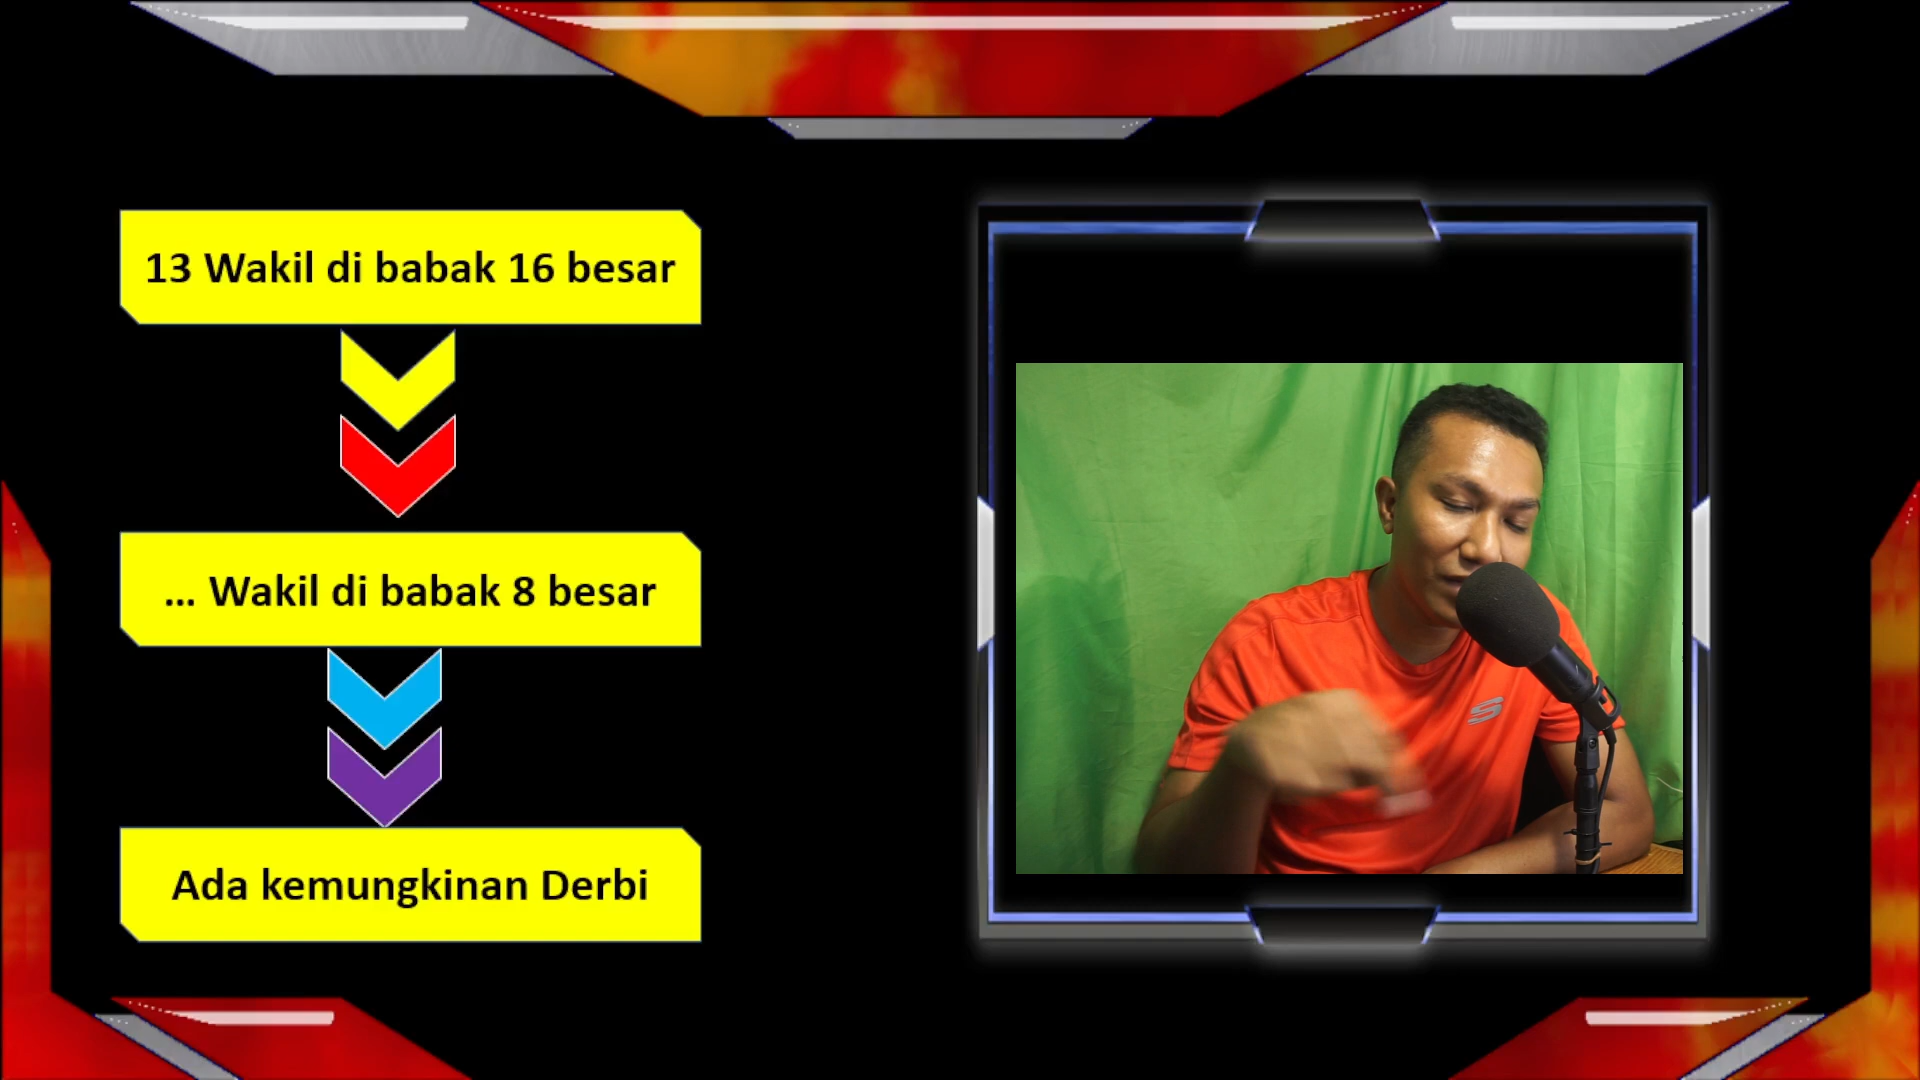 13 Wakil di babak 16 besar
... Wakil di babak 8 besar
Ada kemungkinan Derbi